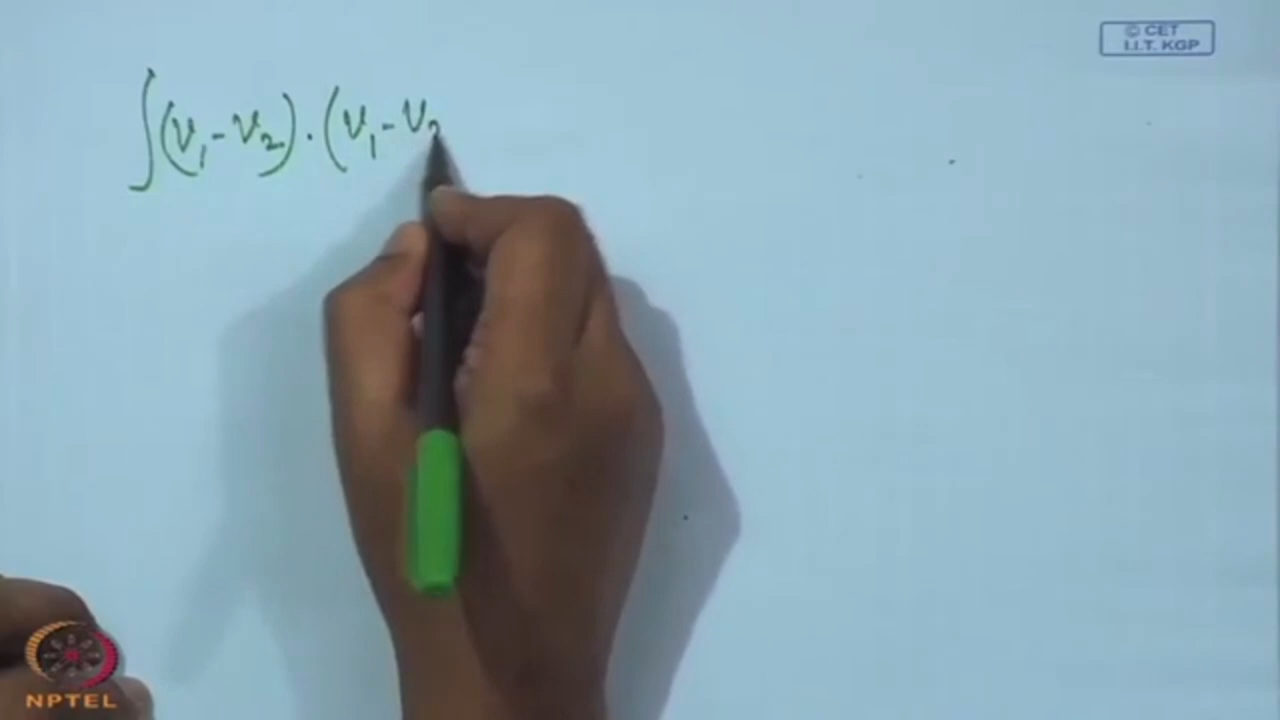 © CET
I.I.T. KGP
∫(V₁ - V₂) · (V₁ - V₂
NPTEL